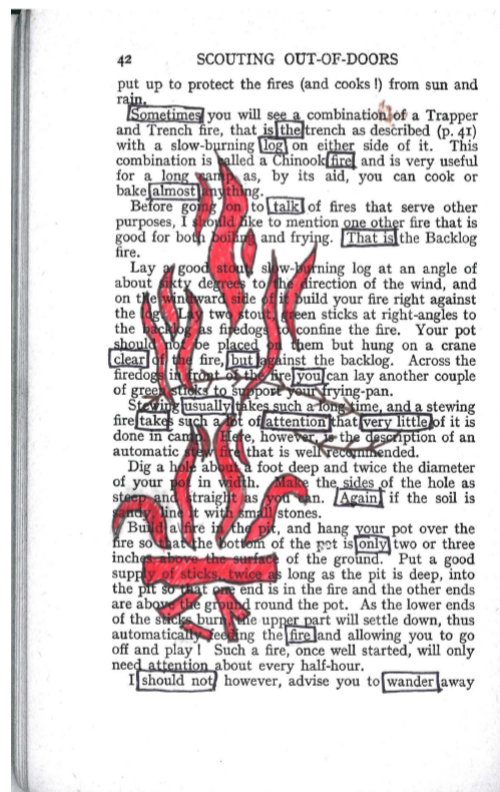 42 SCOUTING OUT-OF-DOORS
put up to protect the fires (and cooks !) from sun and
rain.
Sometimes you will see a combination of a Trapper
and Trench fire, that is the trench as described (p. 41)
with a slow-burning log on either side of it. This
combination is called a Chinook fire and is very useful
for a long camp as, by its aid, you can cook or
bake almost anything.
Before going on to talk of fires that serve other
purposes, I should like to mention one other fire that is
good for both boiling and frying. That is the Backlog
fire.
Lay a good stout, slow-burning log at an angle of
about sixty degrees to the direction of the wind, and
on the windward side of it build your fire right against
the log. Lay two stout, green sticks at right-angles to
the backlog as firedogs confine the fire. Your pot
should not be placed on them but hung on a crane
clear of the fire, but against the backlog. Across the
firedogs in front of the fire you can lay another couple
of green sticks to support your frying-pan.
Stewing usually takes such a long time, and a stewing
fire takes such a lot of attention that very little of it is
done in camp. Here, however, is the description of an
automatic stew fire that is well recommended.
Dig a hole about a foot deep and twice the diameter
of your pot in width. Make the sides of the hole as
steep and straight you can. Again if the soil is
sandy line it with small stones.
Build a fire in the pit, and hang your pot over the
fire so that the bottom of the pot is only two or three
inches above the surface of the ground. Put a good
supply of sticks, twice as long as the pit is deep, into
the pit so that one end is in the fire and the other ends
are above the ground round the pot. As the lower ends
of the sticks burn the upper part will settle down, thus
automatically feeding the fire and allowing you to go
off and play ! Such a fire, once well started, will only
need attention about every half-hour.
I should not however, advise you to wander away